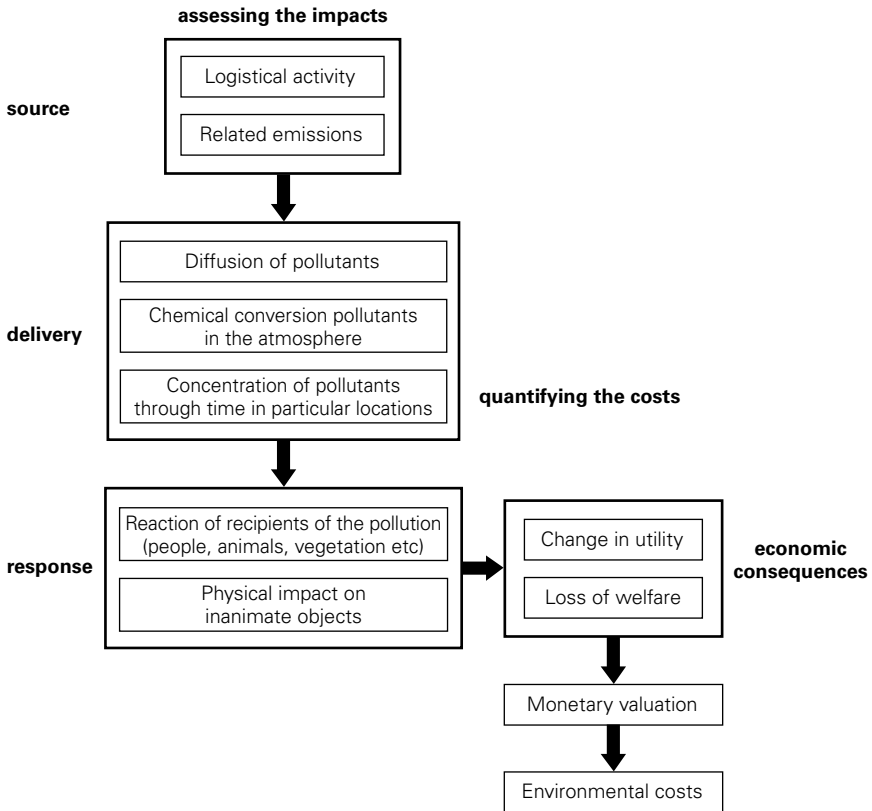 assessing the impacts
source
Logistical activity
Related emissions
delivery
Diffusion of pollutants
Chemical conversion pollutants
in the atmosphere
Concentration of pollutants
through time in particular locations
quantifying the costs
response
Reaction of recipients of the pollution
(people, animals, vegetation etc)
Physical impact on
inanimate objects
Change in utility
Loss of welfare
economic
consequences
Monetary valuation
Environmental costs